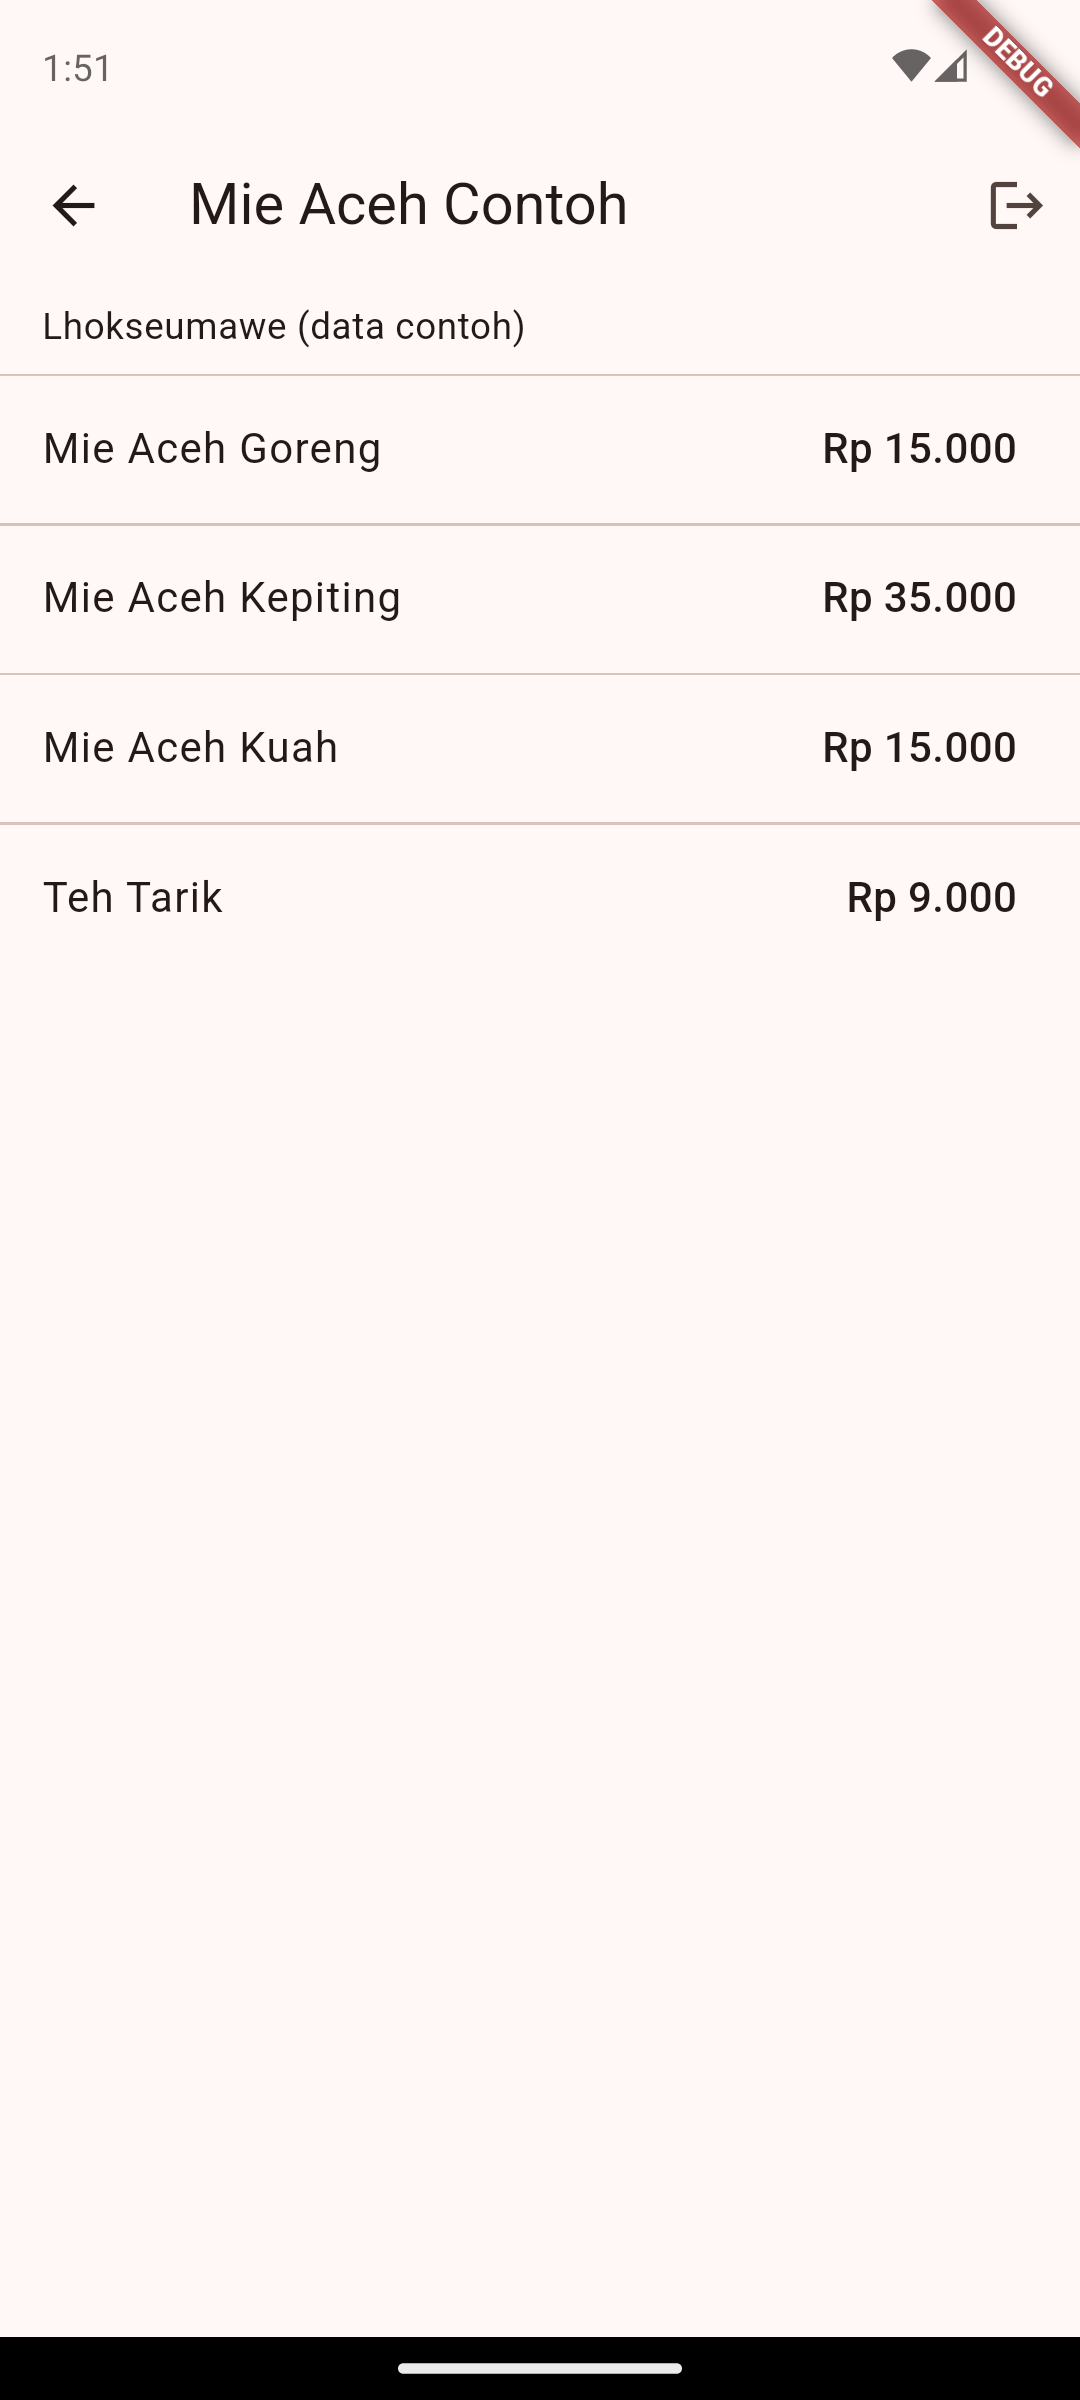 1:51
DEBUG
Mie Aceh Contoh
Lhokseumawe (data contoh)
Mie Aceh Goreng Rp 15.000
Mie Aceh Kepiting Rp 35.000
Mie Aceh Kuah Rp 15.000
Teh Tarik Rp 9.000